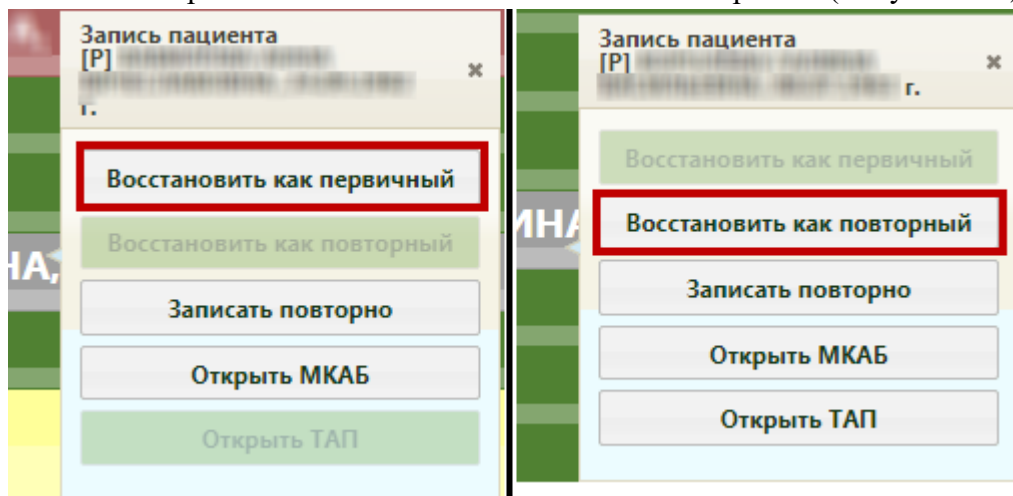 Запись пациента
[Р]
г.
Восстановить как первичный
Восстановить как повторный
Записать повторно
Открыть МКАБ
Открыть ТАП
Запись пациента
[Р]
г.
Восстановить как первичный
Восстановить как повторный
Записать повторно
Открыть МКАБ
Открыть ТАП